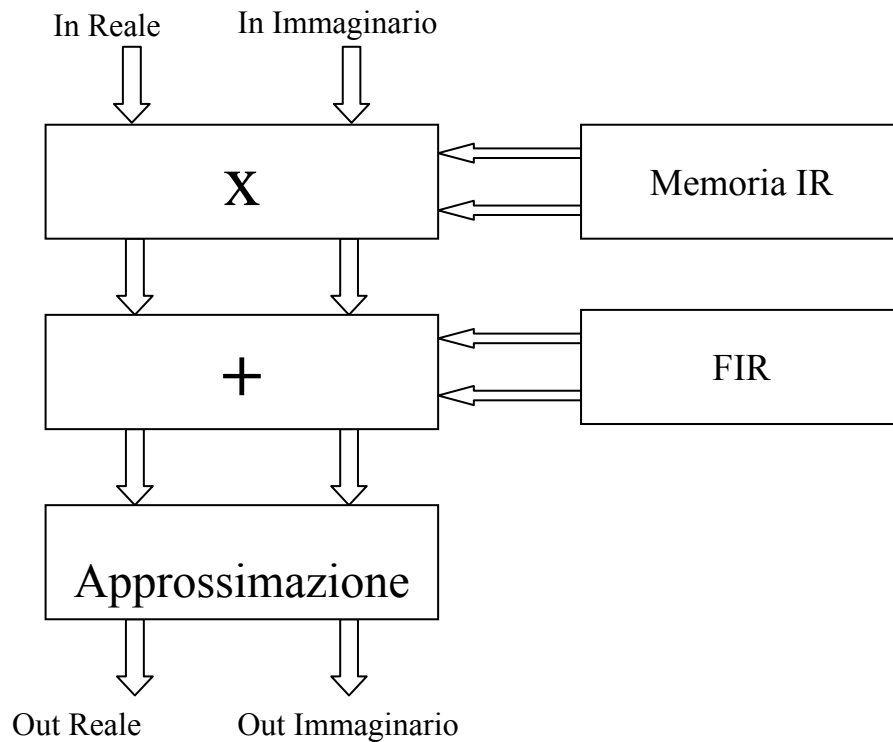 In Reale
In Immaginario
x
Memoria IR
+
FIR
Approssimazione
Out Reale
Out Immaginario